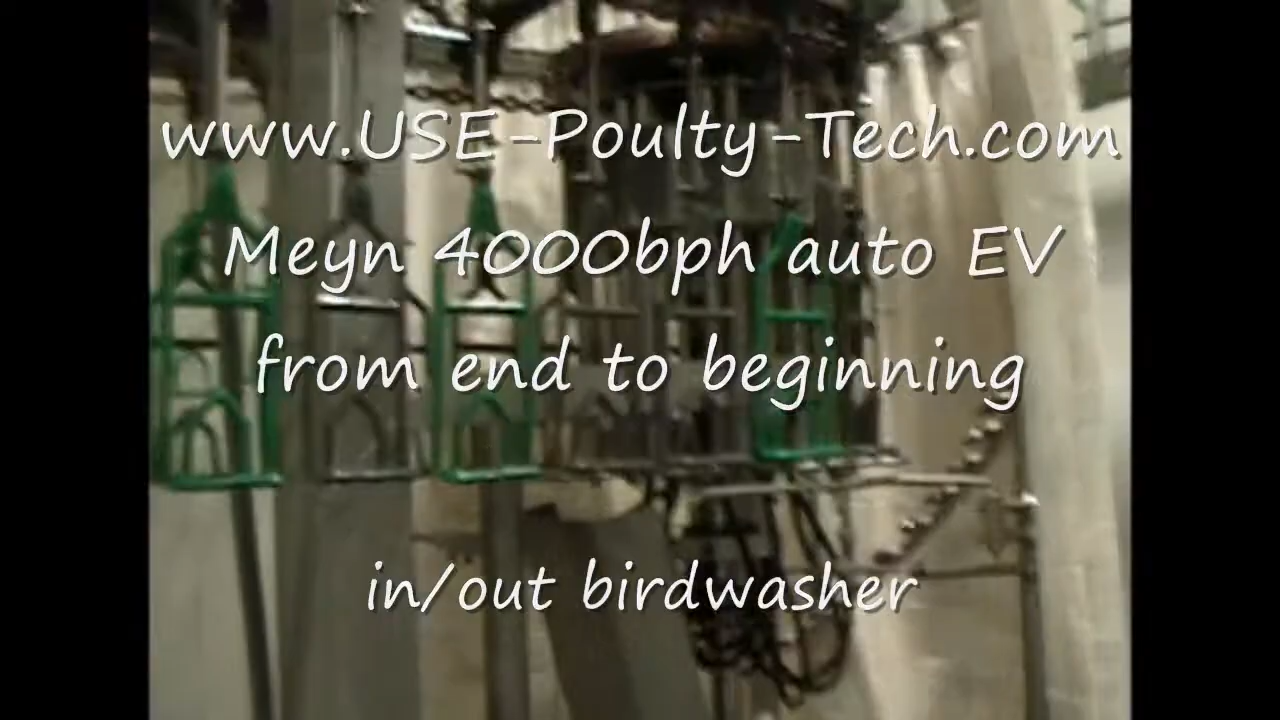 www.USE-Poulty-Tech.com
Meyn 4000bph auto EV
from end to beginning
in/out birdwasher